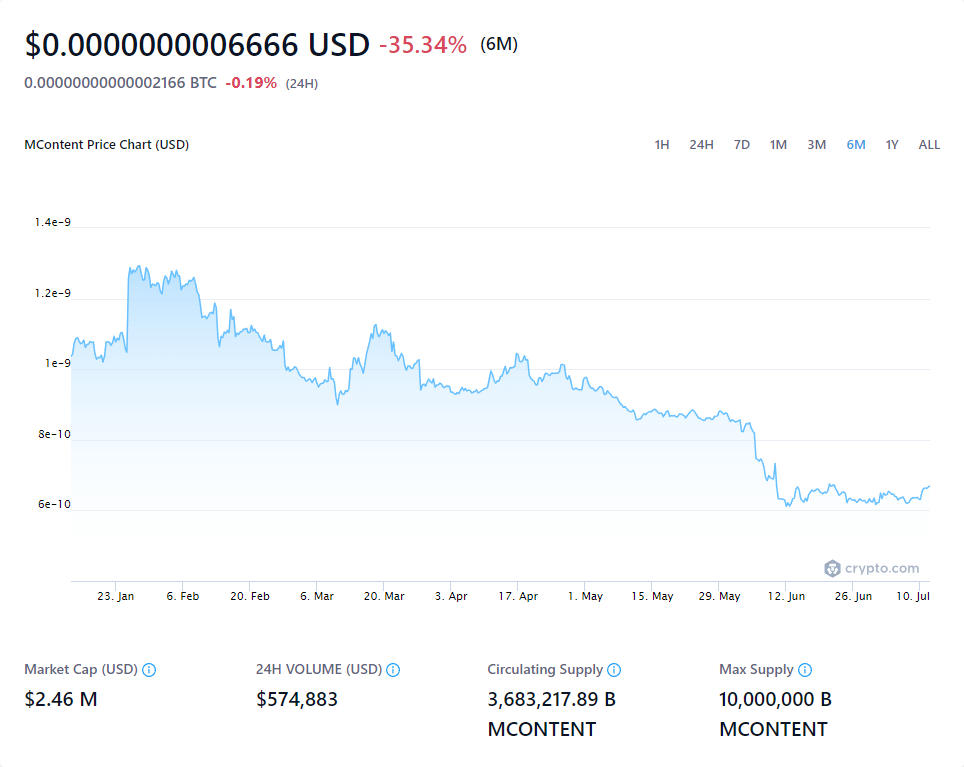 $0.0000000006666 USD -35.34% (6M)
0.00000000000002166 BTC -0.19% (24H)
MContent Price Chart (USD) 1H 24H 7D 1M 3M 6M 1Y ALL
1.4e-9
1.2e-9
1e-9
8e-10
6e-10
crypto.com
23. Jan 6. Feb 20. Feb 6. Mar 20. Mar 3. Apr 17. Apr 1. May 15. May 29. May 12. Jun 26. Jun 10. Jul
Market Cap (USD) 24H VOLUME (USD) Circulating Supply Max Supply
$2.46 M $574,883 3,683,217.89 B 10,000,000 B
MCONTENT MCONTENT